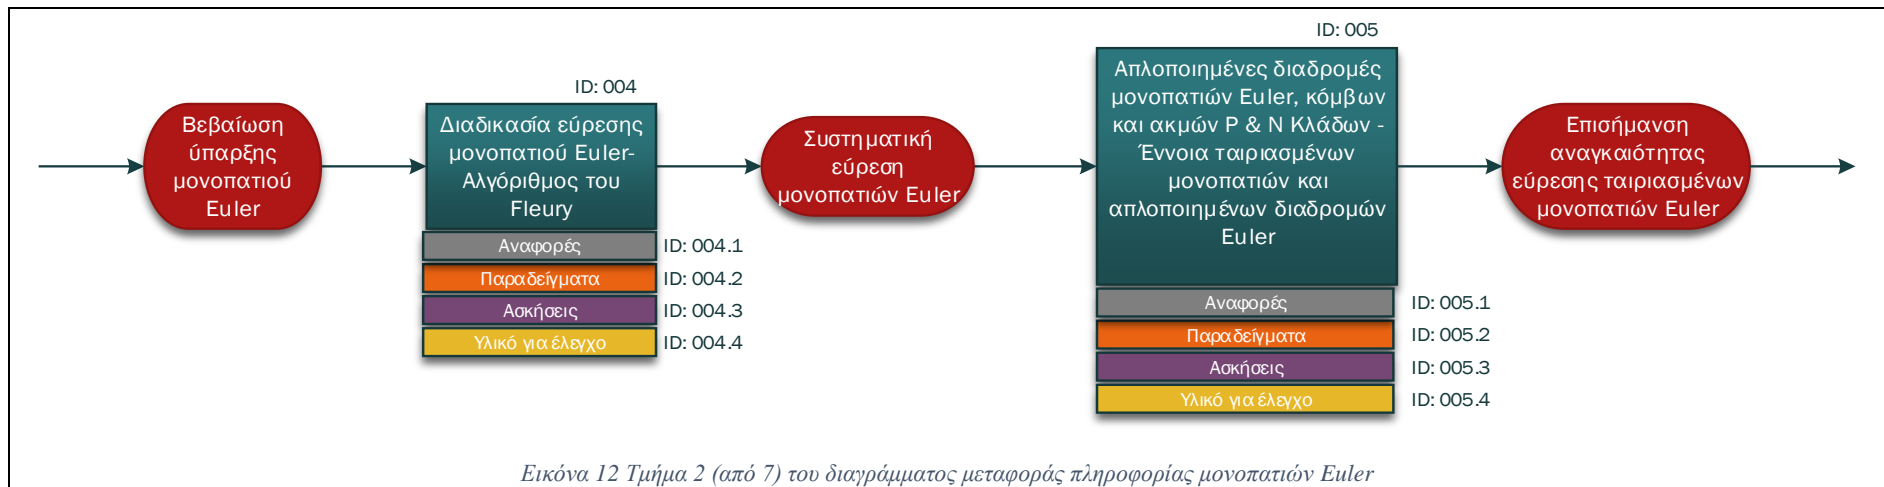 Βεβαίωση
ύπαρξης
μονοπατιού
Euler
ID: 004
Διαδικασία εύρεσης
μονοπατιού Euler-
Αλγόριθμος του
Fleury
Αναφορές
ID: 004.1
Παραδείγματα
ID: 004.2
Ασκήσεις
ID: 004.3
Υλικό για έλεγχο
ID: 004.4
Συστηματική
εύρεση
μονοπατιών Euler
ID: 005
Απλοποιημένες διαδρομές
μονοπατιών Euler, κόμβων
και ακμών P & N Κλάδων -
Έννοια ταιριασμένων
μονοπατιών και
απλοποιημένων διαδρομών
Euler
Αναφορές
ID: 005.1
Παραδείγματα
ID: 005.2
Ασκήσεις
ID: 005.3
Υλικό για έλεγχο
ID: 005.4
Επισήμανση
αναγκαιότητας
εύρεσης ταιριασμένων
μονοπατιών Euler
Εικόνα 12 Τμήμα 2 (από 7) του διαγράμματος μεταφοράς πληροφορίας μονοπατιών Euler